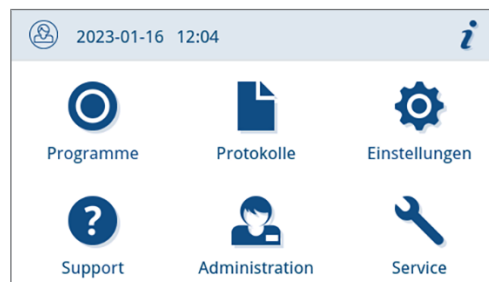 2023-01-16 12:04
Programme Protokolle Einstellungen
Support Administration Service